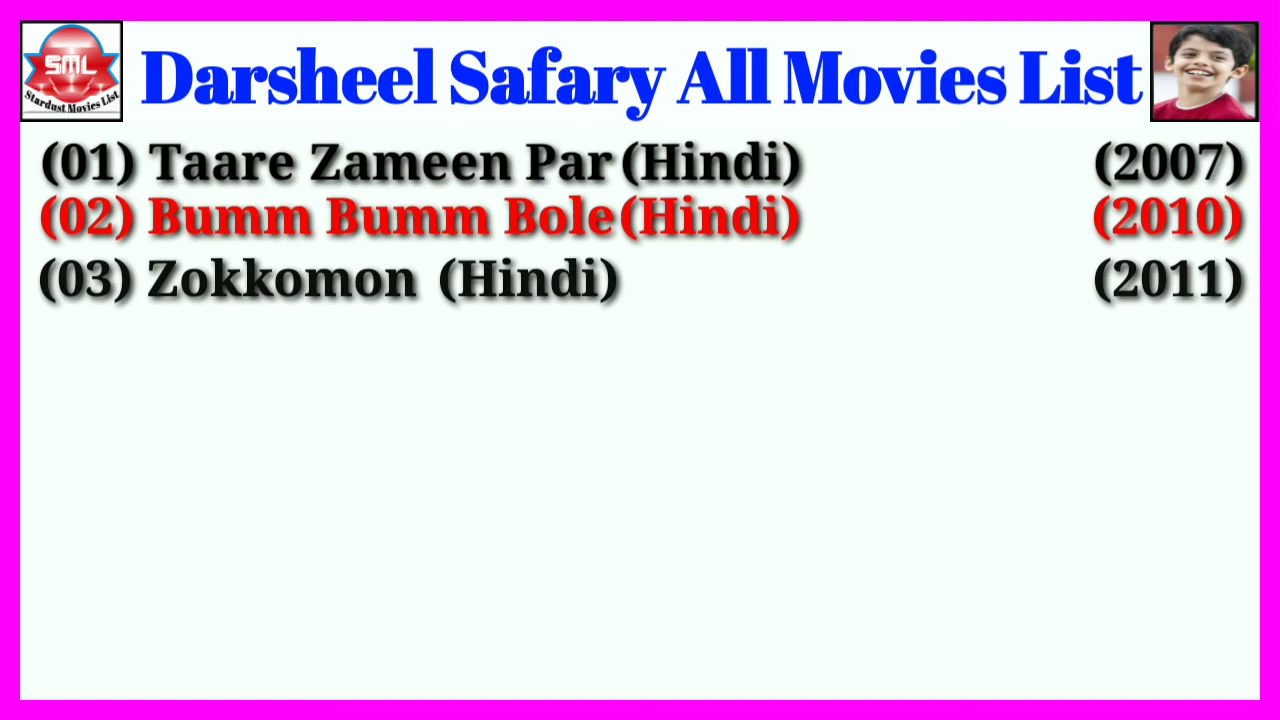 SML
Stardust Movies List
Darsheel Safary All Movies List
(01) Taare Zameen Par (Hindi) (2007)
(02) Bumm Bumm Bole (Hindi) (2010)
(03) Zokkomon (Hindi) (2011)